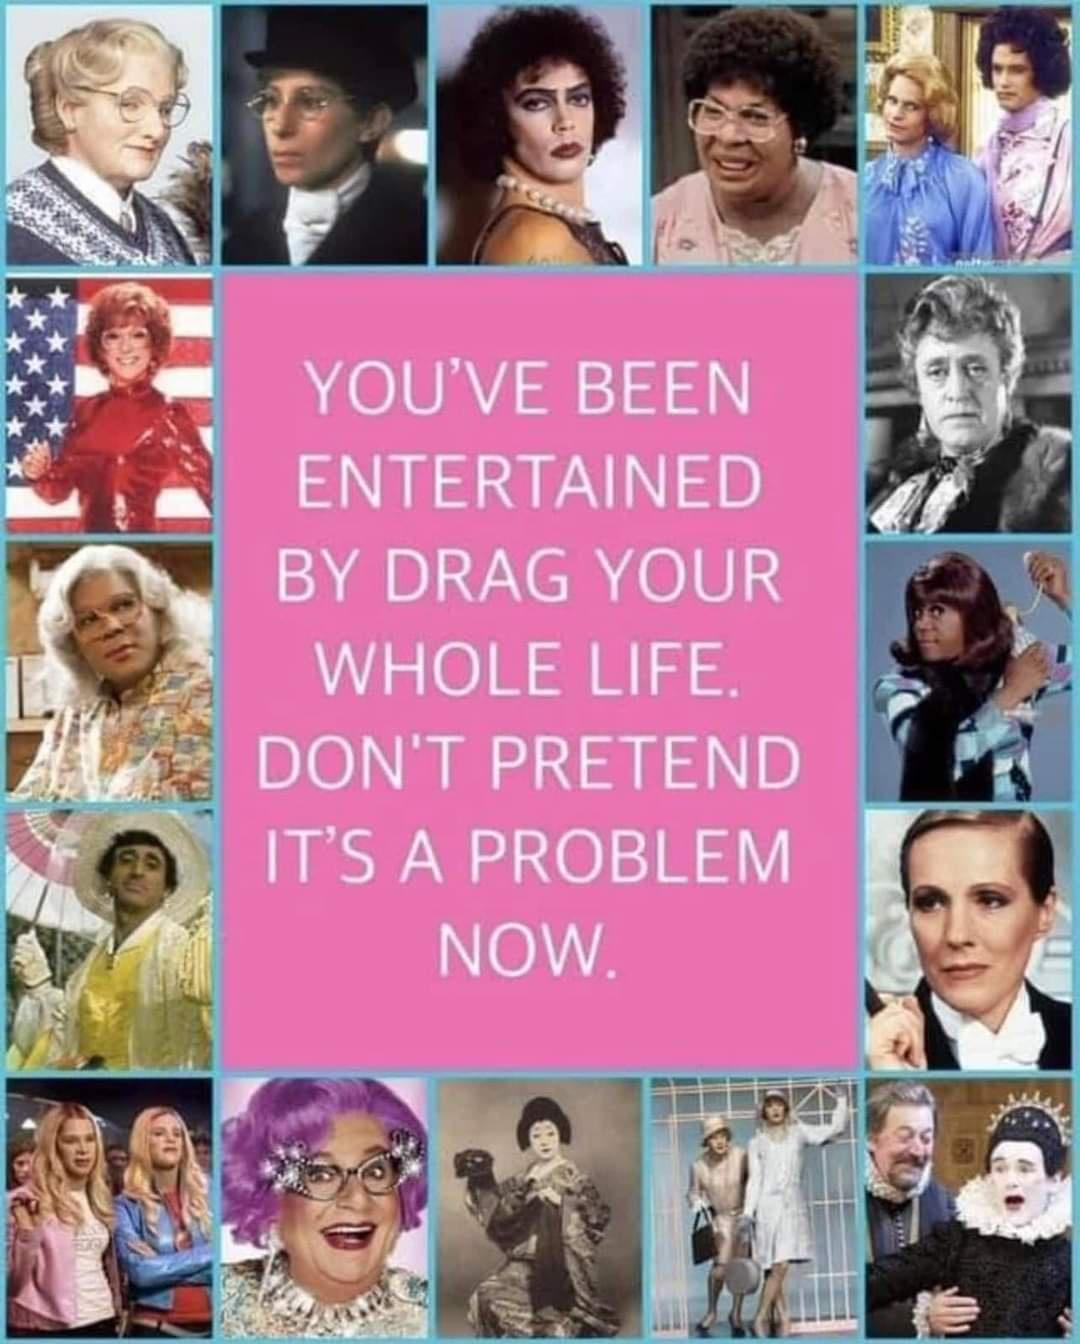 YOU'VE BEEN
ENTERTAINED
BY DRAG YOUR
WHOLE LIFE.
DON'T PRETEND
IT'S A PROBLEM
NOW.